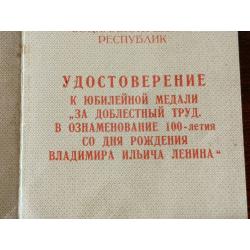 РЕСПУБЛИК
УДОСТОВЕРЕНИЕ
К ЮБИЛЕЙНОЙ МЕДАЛИ
„ЗА ДОБЛЕСТНЫЙ ТРУД.
В ОЗНАМЕНОВАНИЕ 100-летия
СО ДНЯ РОЖДЕНИЯ
ВЛАДИМИРА ИЛЬИЧА ЛЕНИНА“